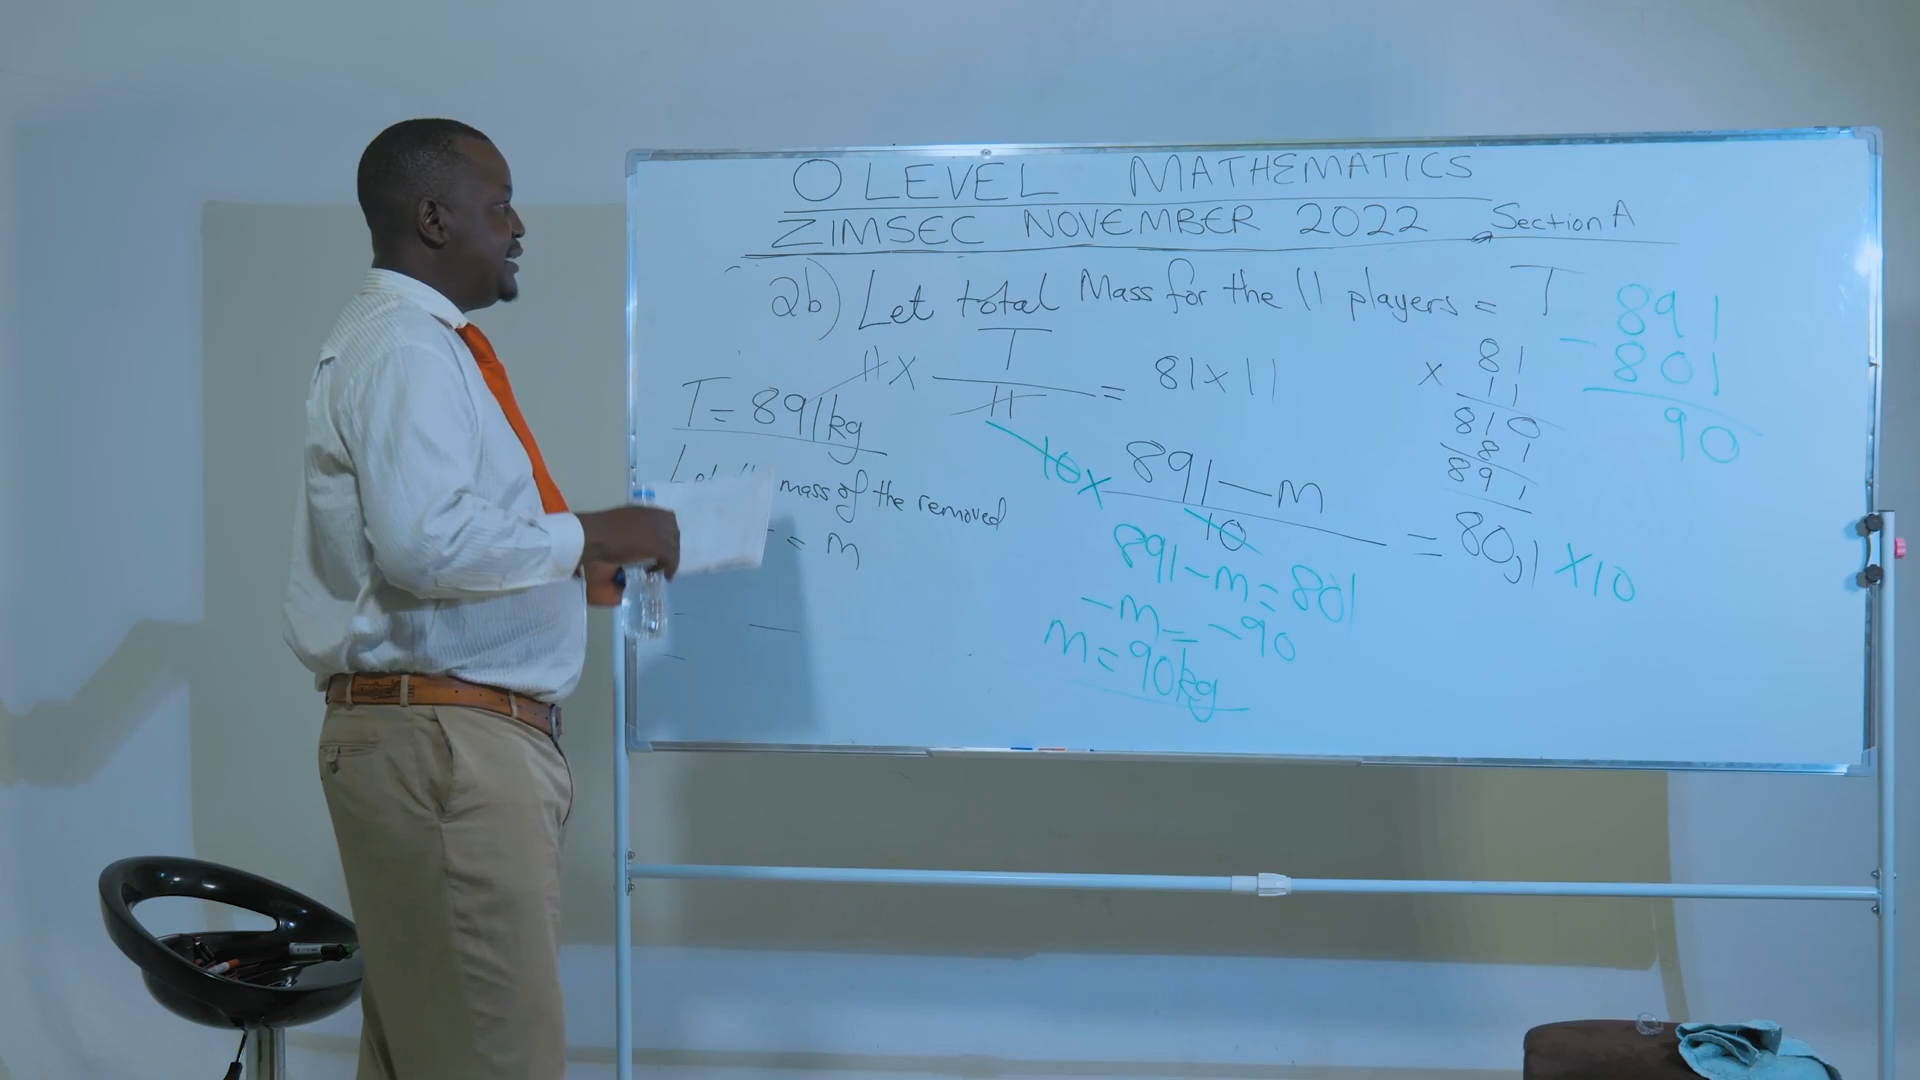 O LEVEL MATHEMATICS
ZIMSEC NOVEMBER 2022 Section A
2b) Let total Mass for the 11 players = T
11 x T / 11 = 81 x 11
T = 891kg
mass of the removed
= m
10 x 891 - m / 10 = 80,1 x 10
891 - m = 801
-m = -90
m = 90kg
81
x 11
810
81
891
891
- 801
90